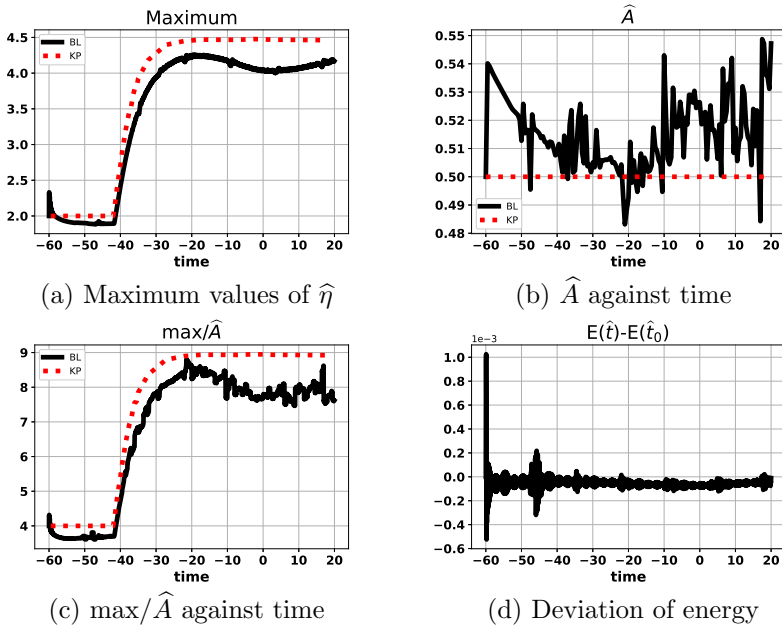 Maximum
4.5
4.0
3.5
3.0
2.5
2.0
BL
KP
−60 −50 −40 −30 −20 −10 0 10 20
time
(a) Maximum values of η̂
Â
0.55
0.54
0.53
0.52
0.51
0.50
0.49
0.48
BL
KP
−60 −50 −40 −30 −20 −10 0 10 20
time
(b) Â against time
max/Â
9
8
7
6
5
4
BL
KP
−60 −50 −40 −30 −20 −10 0 10 20
time
(c) max/Â against time
E(t̂)-E(t̂₀)
1e−3
1.0
0.8
0.6
0.4
0.2
0.0
−0.2
−0.4
−0.6
−60 −50 −40 −30 −20 −10 0 10 20
time
(d) Deviation of energy